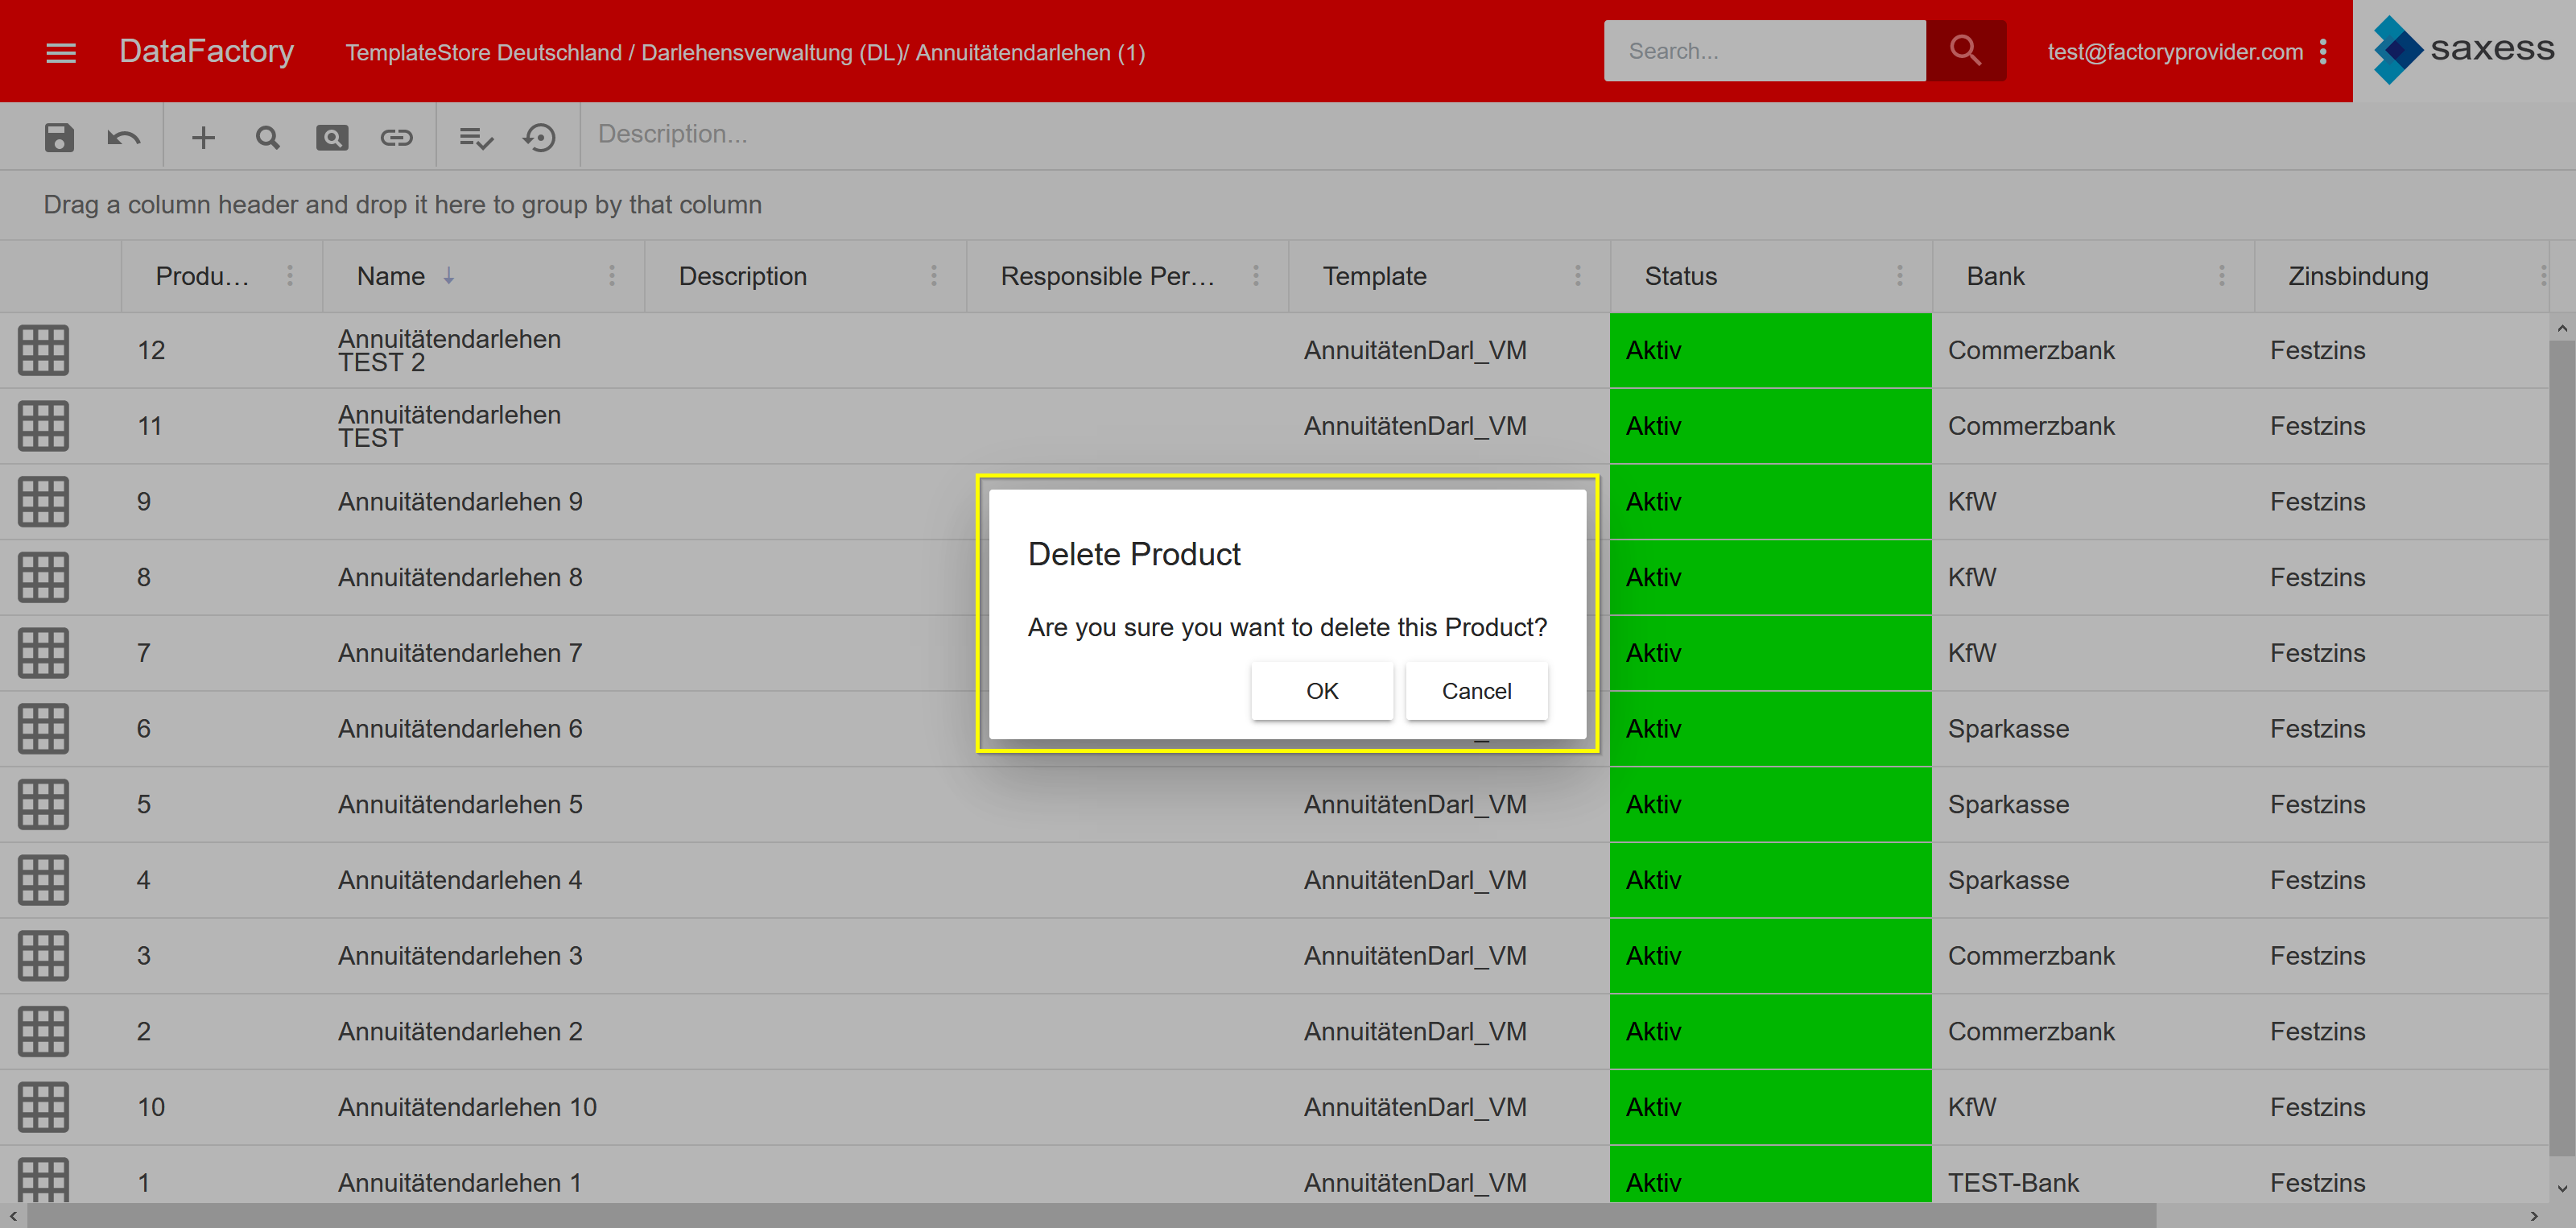 DataFactory
TemplateStore Deutschland / Darlehensverwaltung (DL)/ Annuitätendarlehen (1)
Search...
test@factoryprovider.com
saxess
Description...
Drag a column header and drop it here to group by that column
Produ... Name Description Responsible Per... Template Status Bank Zinsbindung
12 Annuitätendarlehen TEST 2 AnnuitätenDarl_VM Aktiv Commerzbank Festzins
11 Annuitätendarlehen TEST AnnuitätenDarl_VM Aktiv Commerzbank Festzins
9 Annuitätendarlehen 9 Aktiv KfW Festzins
8 Annuitätendarlehen 8 Aktiv KfW Festzins
7 Annuitätendarlehen 7 Aktiv KfW Festzins
6 Annuitätendarlehen 6 Aktiv Sparkasse Festzins
5 Annuitätendarlehen 5 AnnuitätenDarl_VM Aktiv Sparkasse Festzins
4 Annuitätendarlehen 4 AnnuitätenDarl_VM Aktiv Sparkasse Festzins
3 Annuitätendarlehen 3 AnnuitätenDarl_VM Aktiv Commerzbank Festzins
2 Annuitätendarlehen 2 AnnuitätenDarl_VM Aktiv Commerzbank Festzins
10 Annuitätendarlehen 10 AnnuitätenDarl_VM Aktiv KfW Festzins
1 Annuitätendarlehen 1 AnnuitätenDarl_VM Aktiv TEST-Bank Festzins
Delete Product
Are you sure you want to delete this Product?
OK Cancel